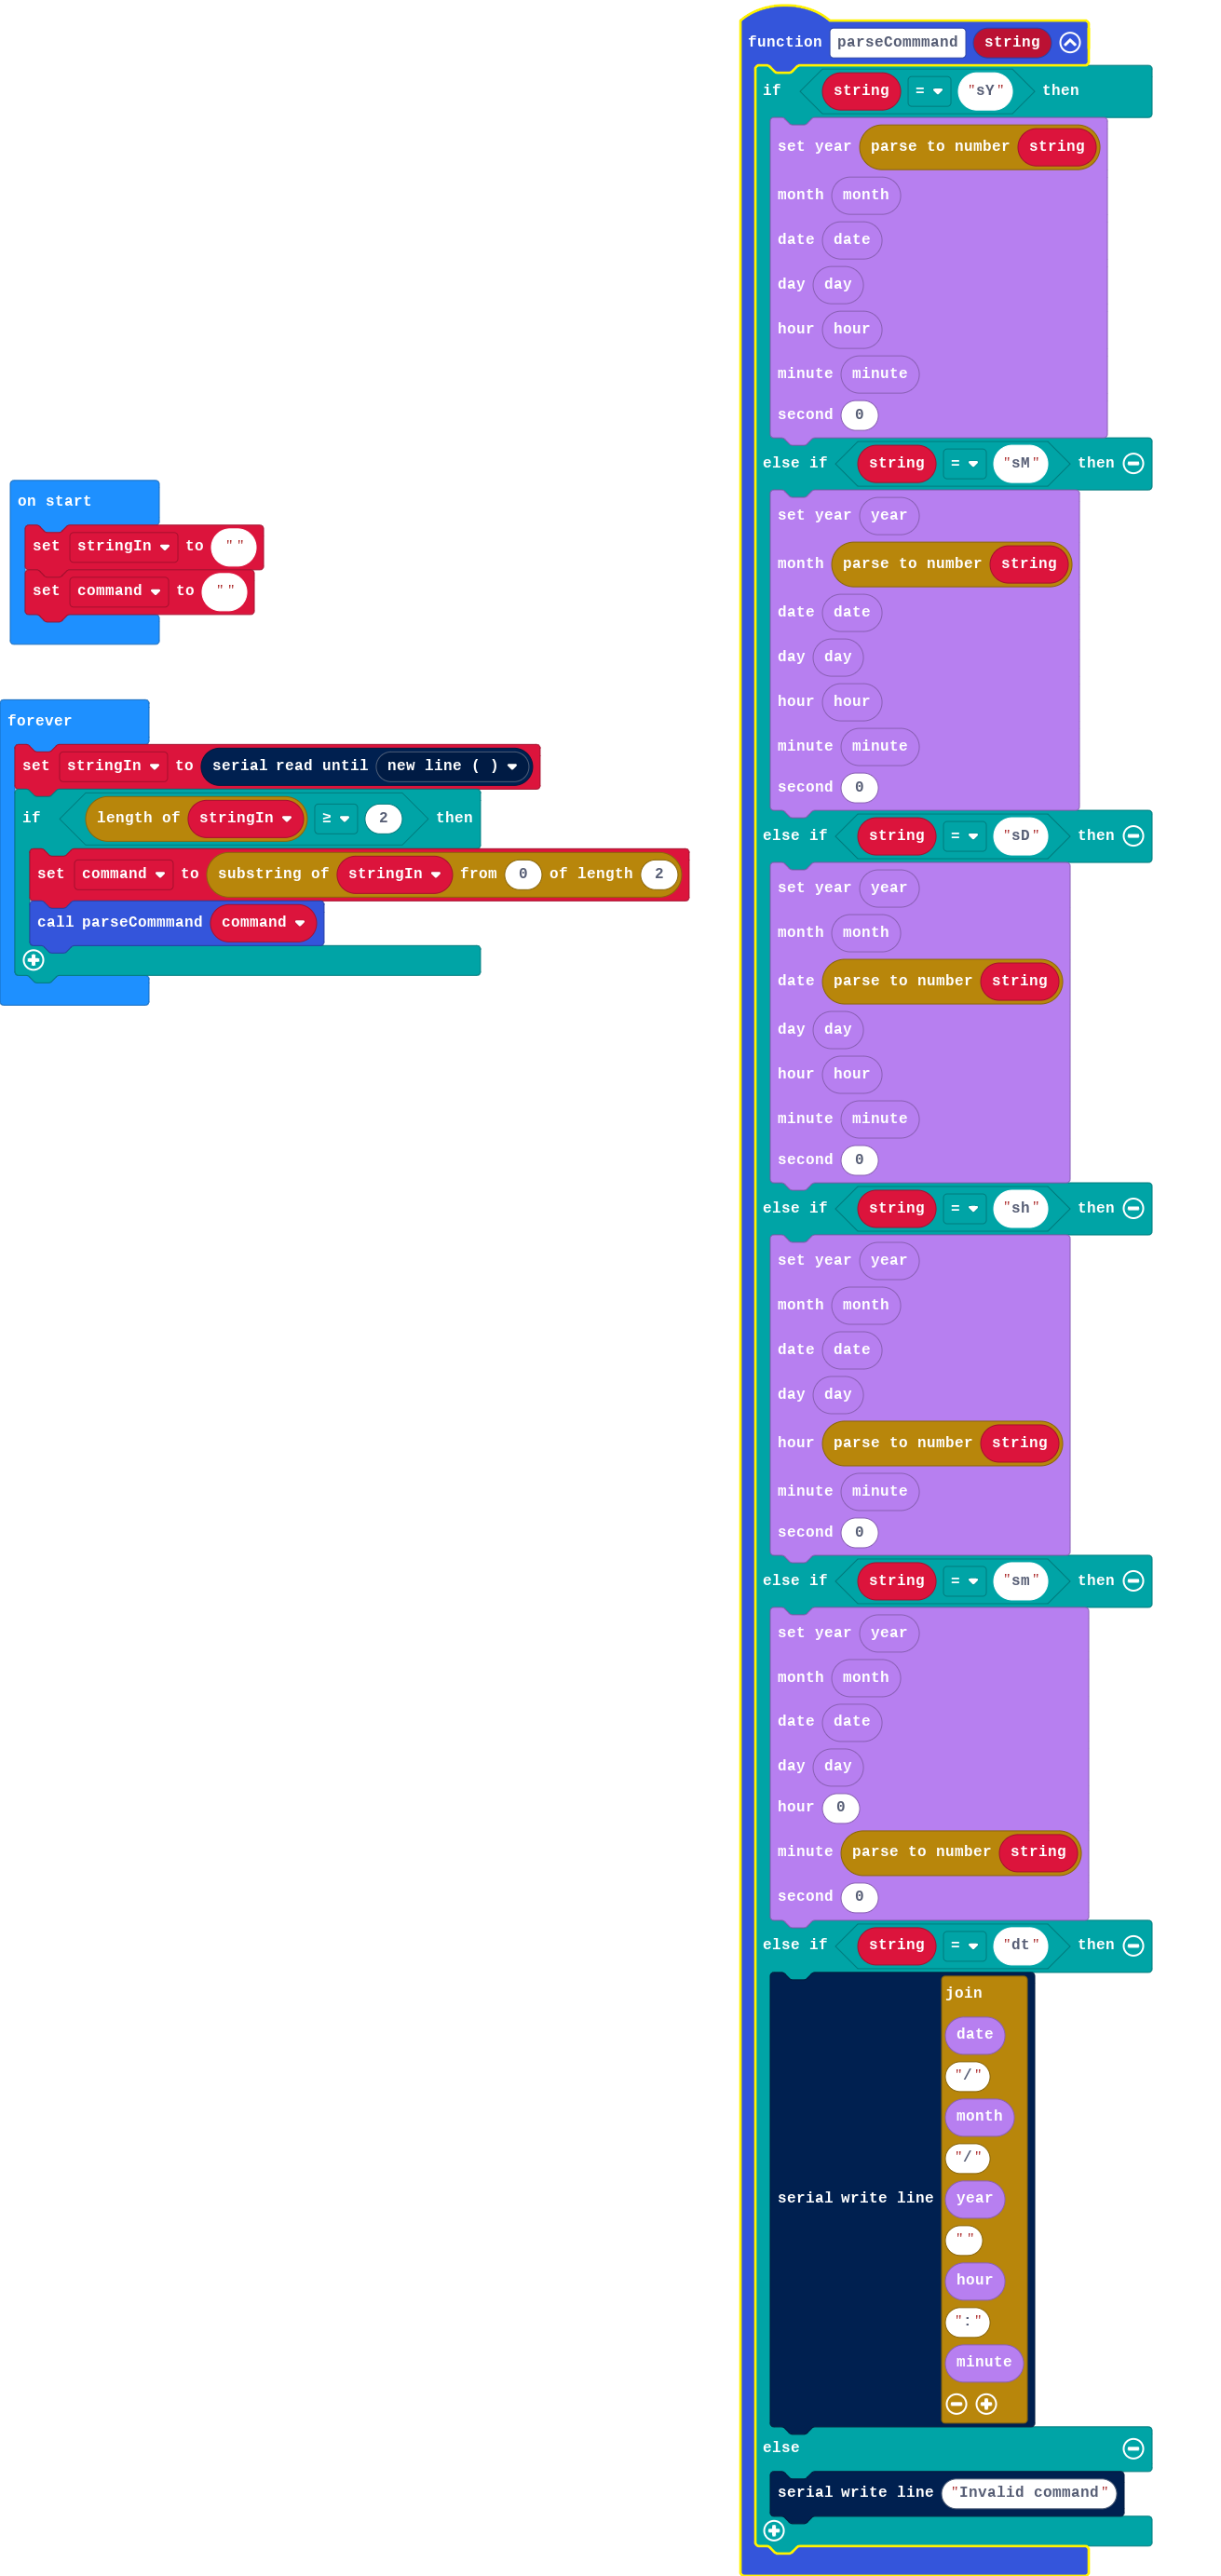 on start
set stringIn to " "
set command to " "
forever
set stringIn to serial read until new line ( )
if length of stringIn ≥ 2 then
set command to substring of stringIn from 0 of length 2
call parseCommmand command
function parseCommmand string
if string = "sY" then
set year parse to number string
month month
date date
day day
hour hour
minute minute
second 0
else if string = "sM" then
set year year
month parse to number string
date date
day day
hour hour
minute minute
second 0
else if string = "sD" then
set year year
month month
date parse to number string
day day
hour hour
minute minute
second 0
else if string = "sh" then
set year year
month month
date date
day day
hour parse to number string
minute minute
second 0
else if string = "sm" then
set year year
month month
date date
day day
hour 0
minute parse to number string
second 0
else if string = "dt" then
join
date
"/"
month
"/"
serial write line year
" "
hour
":"
minute
else
serial write line "Invalid command"